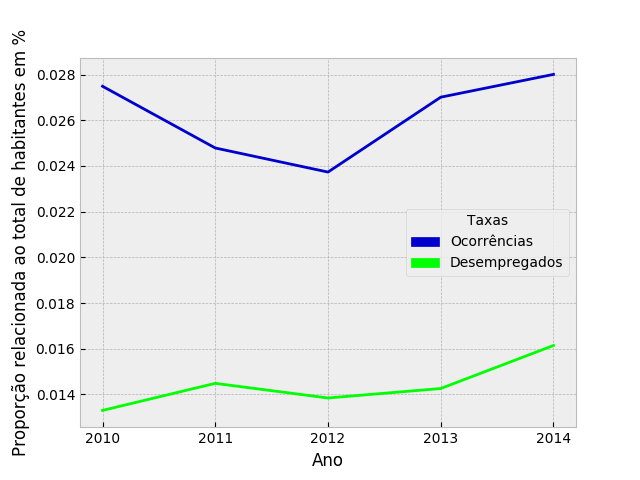 Proporção relacionada ao total de habitantes em %
0.028
0.026
0.024
0.022
0.020
0.018
0.016
0.014
Taxas
Ocorrências
Desempregados
2010 2011 2012 2013 2014
Ano